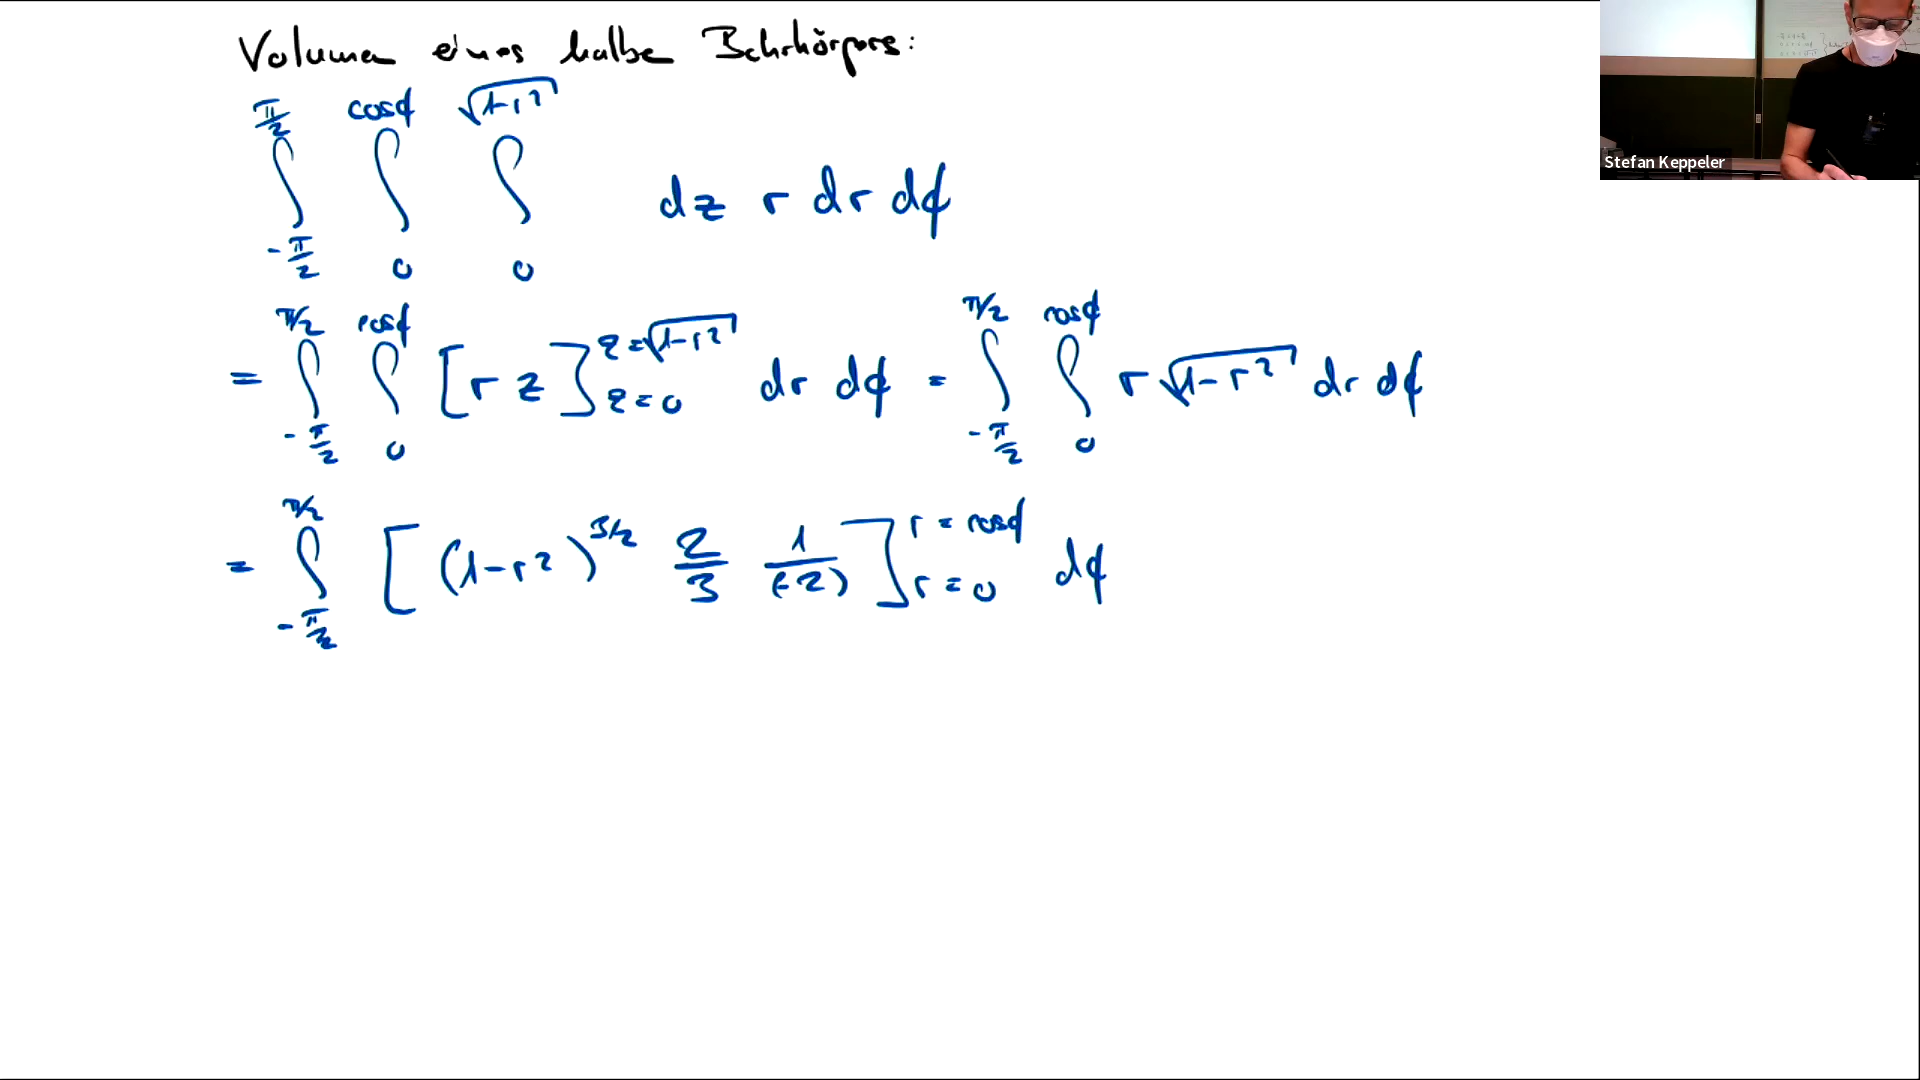 Volumen eines halbe Bohrkörpers:
∫_{-π/2}^{π/2} ∫_0^{cosϕ} ∫_0^{√(1-r²)} dz r dr dϕ
= ∫_{-π/2}^{π/2} ∫_0^{cosϕ} [r z]_{z=0}^{z=√(1-r²)} dr dϕ = ∫_{-π/2}^{π/2} ∫_0^{cosϕ} r √(1-r²) dr dϕ
= ∫_{-π/2}^{π/2} [(1-r²)^{3/2} 2/3 1/(-2)]_{r=0}^{r=cosϕ} dϕ
Stefan Keppeler